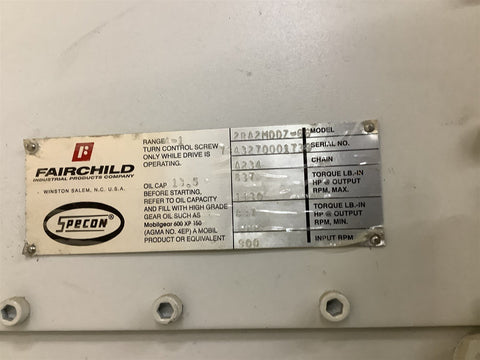 FAIRCHILD
INDUSTRIAL PRODUCTS COMPANY
WINSTON SALEM, N.C. U.S.A.
SPECON®
RANGE
TURN CONTROL SCREW
ONLY WHILE DRIVE IS
OPERATING.
OIL CAP
BEFORE STARTING,
REFER TO OIL CAPACITY
AND FILL WITH HIGH GRADE
GEAR OIL SUCH AS
Mobilgear 600 XP 150
(AGMA NO. 4EP) A MOBIL
PRODUCT OR EQUIVALENT
MODEL
SERIAL NO.
A234 CHAIN
837 TORQUE LB.-IN
HP @ OUTPUT
RPM, MAX.
TORQUE LB.-IN
HP @ OUTPUT
RPM, MIN.
900 INPUT RPM